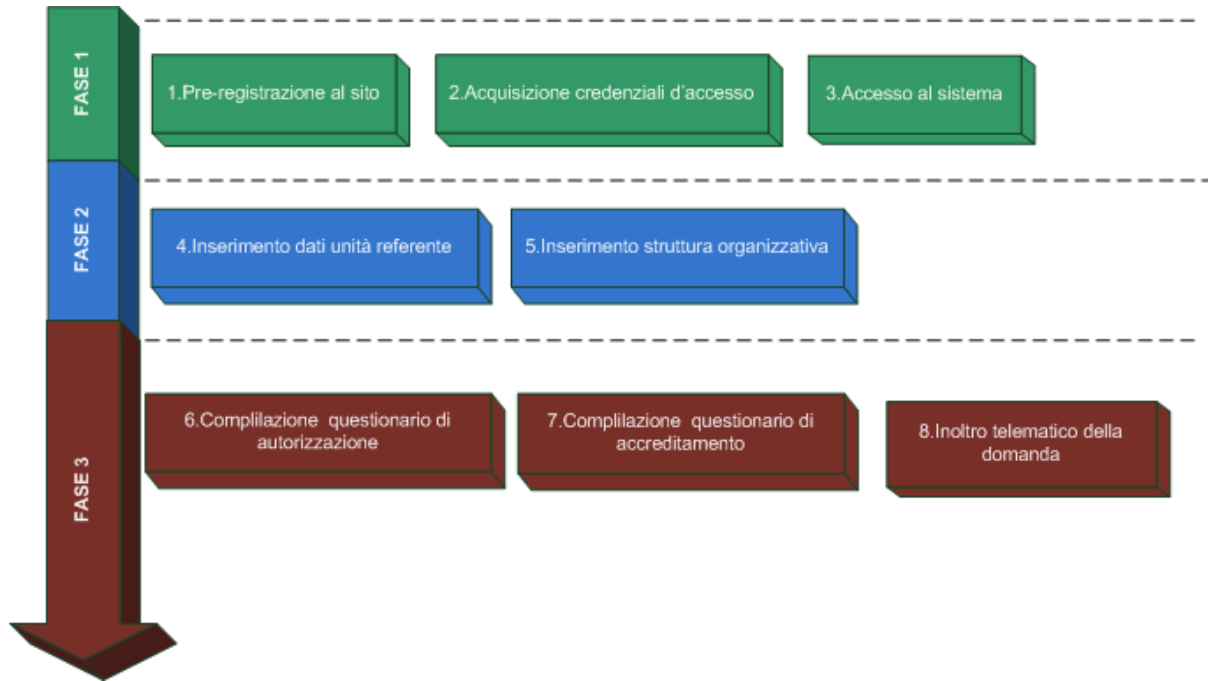 FASE 1
1.Pre-registrazione al sito
2.Acquisizione credenziali d'accesso
3.Accesso al sistema
FASE 2
4.Inserimento dati unità referente
5.Inserimento struttura organizzativa
FASE 3
6.Complilazione questionario di
autorizzazione
7.Complilazione questionario di
accreditamento
8.Inoltro telematico della
domanda